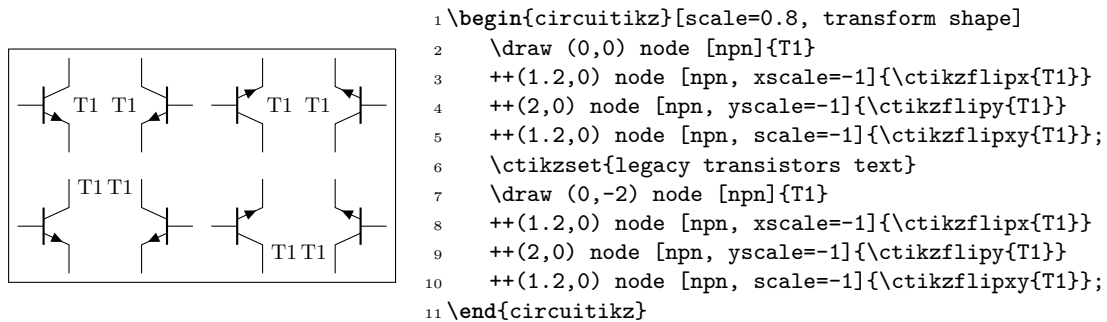 T1 T1 T1 T1
T1 T1
T1 T1
1 \begin{circuitikz}[scale=0.8, transform shape]
2 \draw (0,0) node [npn]{T1}
3 ++(1.2,0) node [npn, xscale=-1]{\ctikzflipx{T1}}
4 ++(2,0) node [npn, yscale=-1]{\ctikzflipy{T1}}
5 ++(1.2,0) node [npn, scale=-1]{\ctikzflipxy{T1}};
6 \ctikzset{legacy transistors text}
7 \draw (0,-2) node [npn]{T1}
8 ++(1.2,0) node [npn, xscale=-1]{\ctikzflipx{T1}}
9 ++(2,0) node [npn, yscale=-1]{\ctikzflipy{T1}}
10 ++(1.2,0) node [npn, scale=-1]{\ctikzflipxy{T1}};
11 \end{circuitikz}